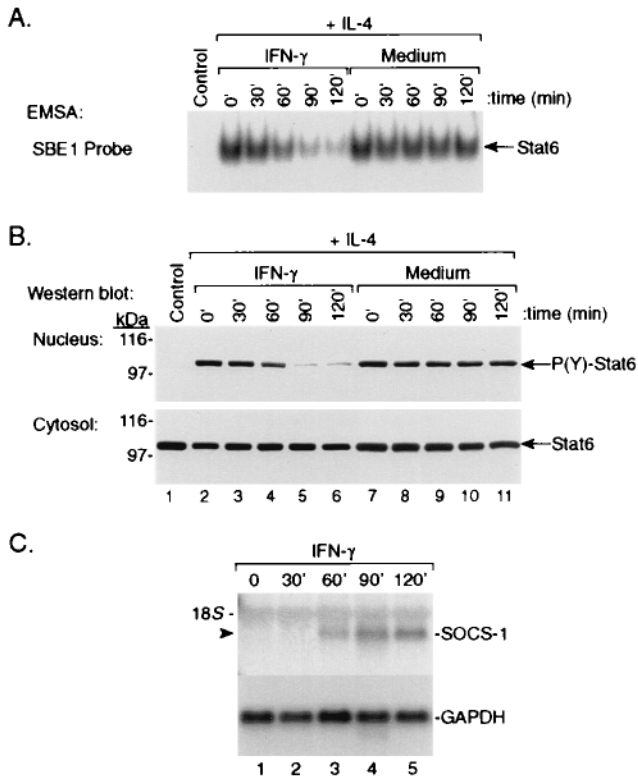 A.
+ IL-4
IFN-γ Medium
Control 0' 30' 60' 90' 120' 0' 30' 60' 90' 120' :time (min)
EMSA:
SBE1 Probe
Stat6
B.
+ IL-4
IFN-γ Medium
Western blot:
Control 0' 30' 60' 90' 120' 0' 30' 60' 90' 120' :time (min)
kDa
Nucleus: 116-
97- P(Y)-Stat6
Cytosol: 116-
97- Stat6
1 2 3 4 5 6 7 8 9 10 11
C.
IFN-γ
0 30' 60' 90' 120'
18S -
-SOCS-1
-GAPDH
1 2 3 4 5